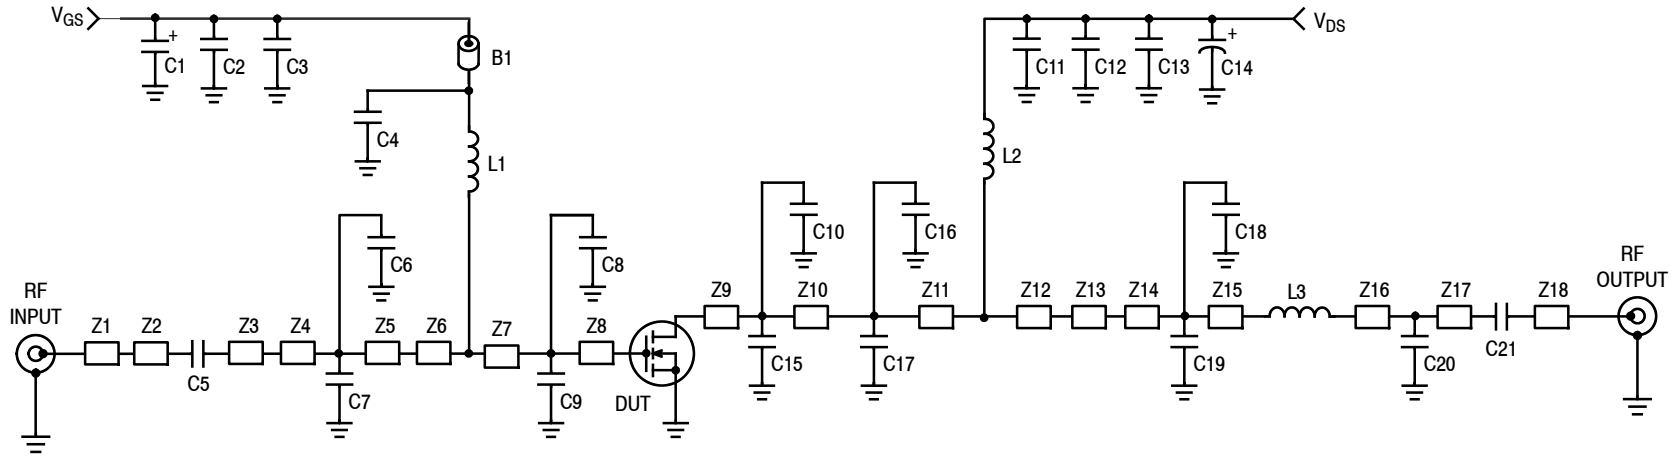 VGS
+
C1
C2
C3
B1
C4
L1
VDS
+
C11
C12
C13
C14
L2
C6
C8
C10
C16
C18
RF
INPUT
Z1
Z2
C5
Z3
Z4
C7
Z5
Z6
Z7
C9
Z8
DUT
Z9
C15
Z10
C17
Z11
Z12
Z13
Z14
C19
Z15
L3
Z16
C20
Z17
C21
Z18
RF
OUTPUT